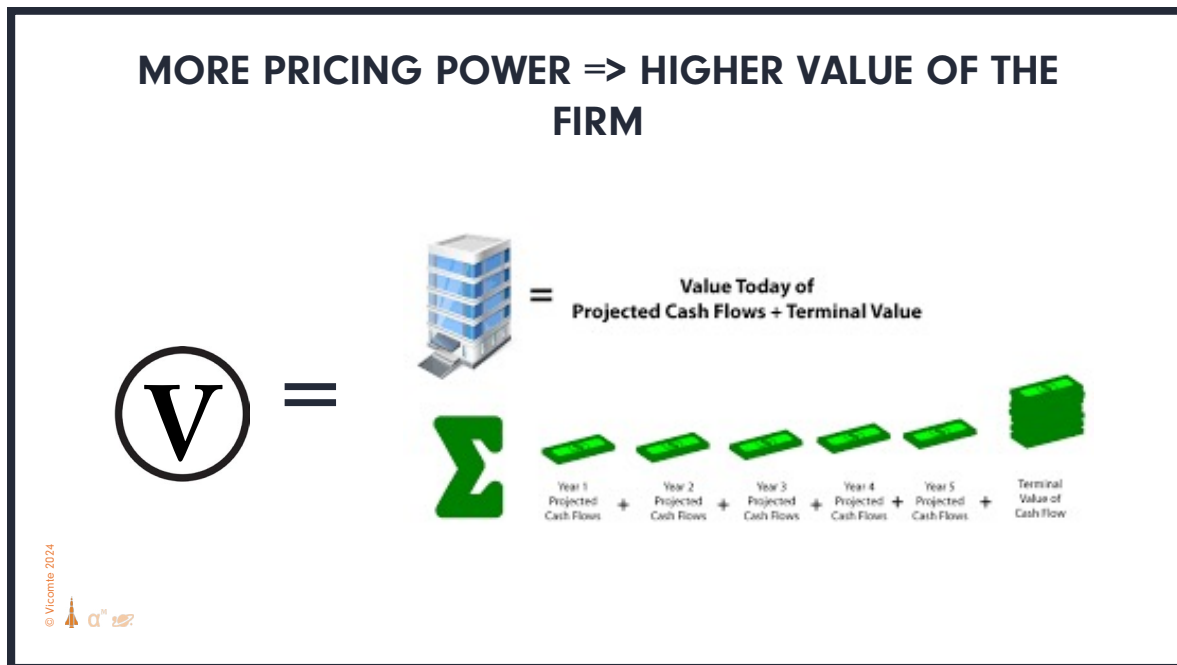 MORE PRICING POWER => HIGHER VALUE OF THE
FIRM
=
Value Today of
Projected Cash Flows + Terminal Value
V
=
Σ
Year 1
Projected
Cash Flows
+
Year 2
Projected
Cash Flows
+
Year 3
Projected
Cash Flows
+
Year 4
Projected
Cash Flows
+
Year 5
Projected
Cash Flows
+
Terminal
Value of
Cash Flow
© Vicomte 2024